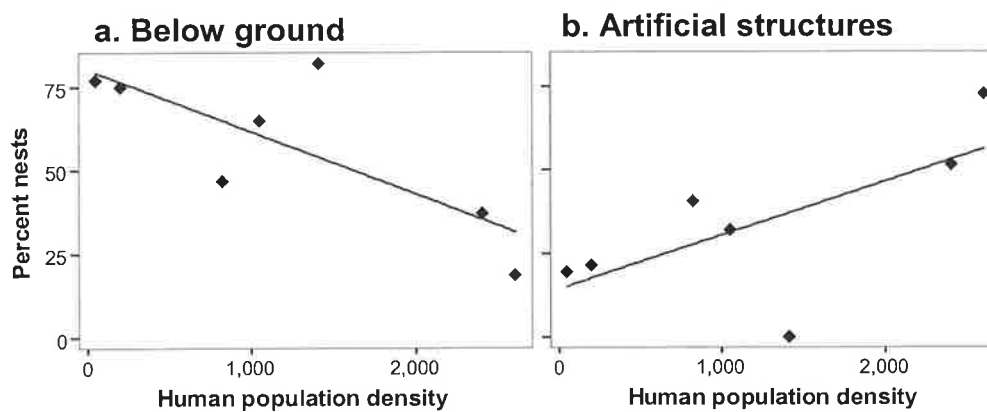 a. Below ground
b. Artificial structures
Percent nests
75
50
25
0
0
1,000
2,000
0
1,000
2,000
Human population density
Human population density